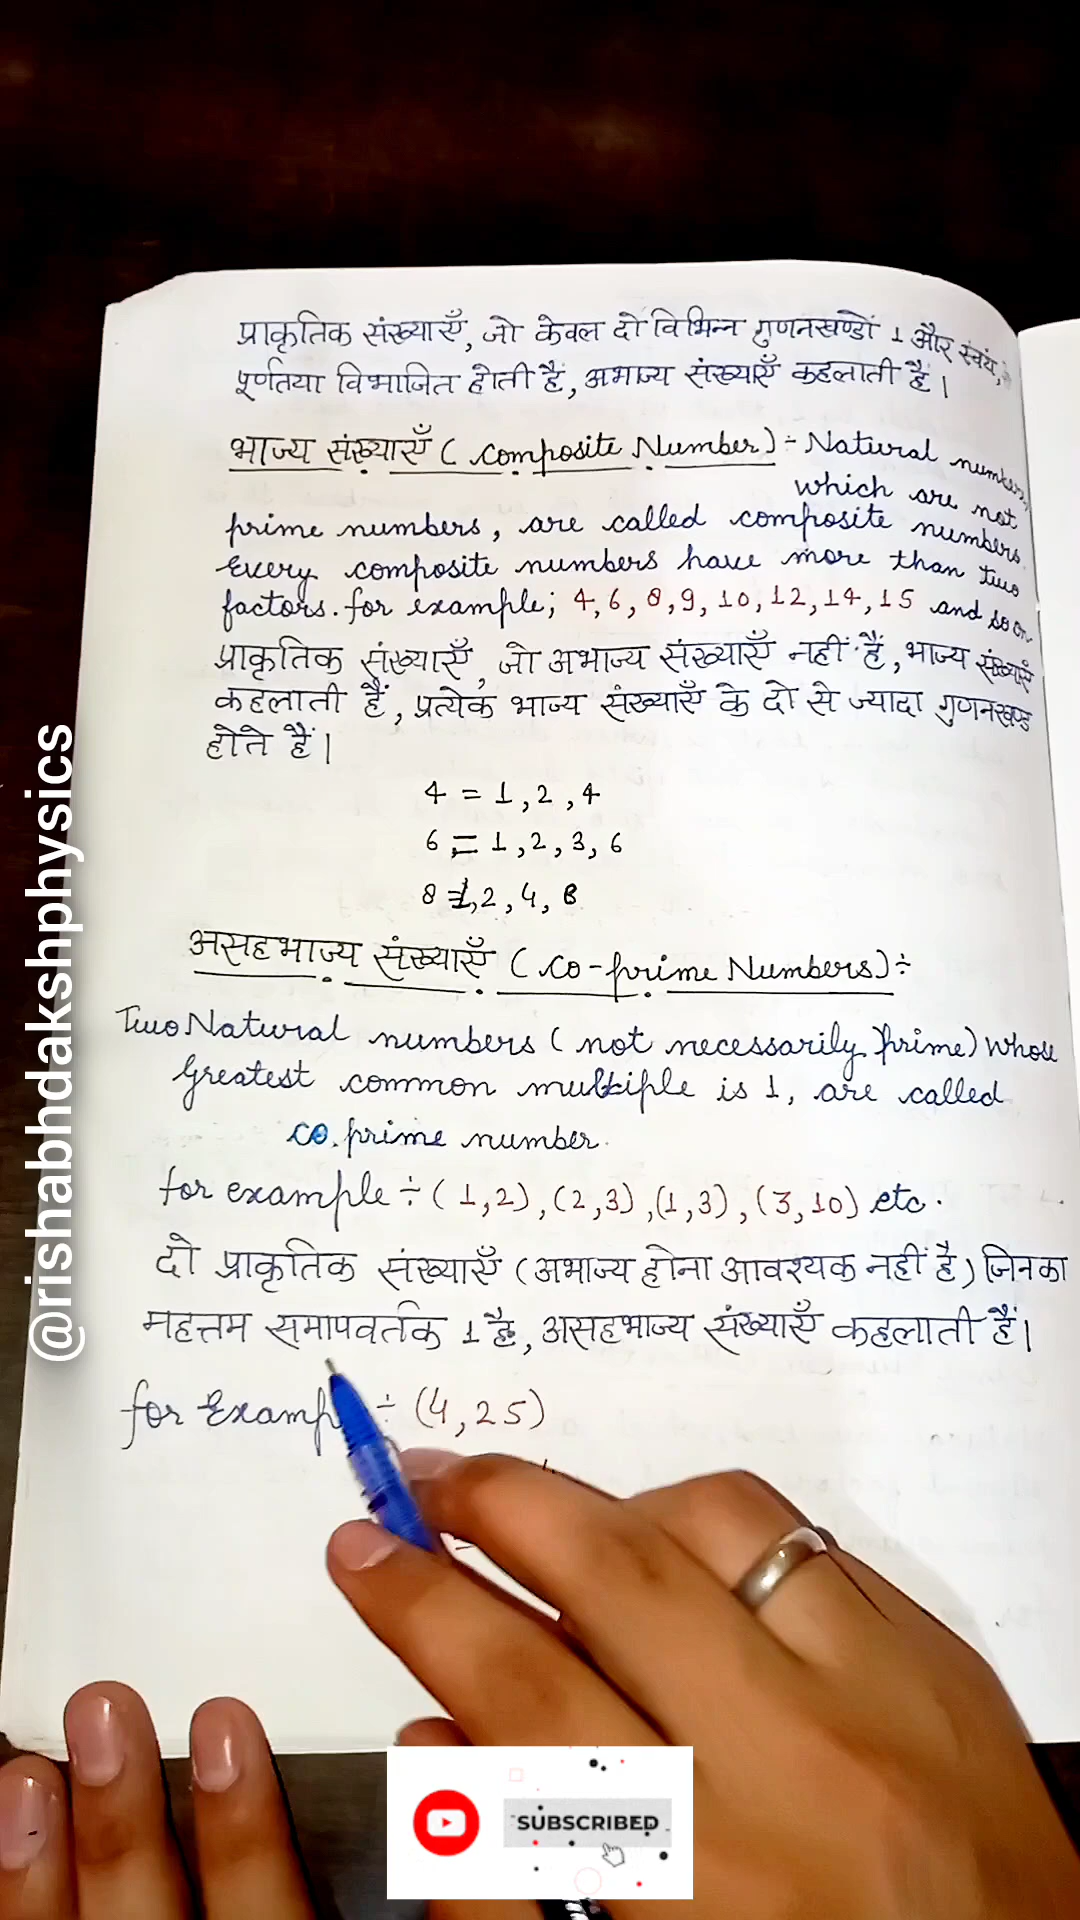 प्राकृतिक संख्याएँ, जो केवल दो विभिन्न गुणनखण्डों 1 और स्वयं,
पूर्णतया विभाजित होती हैं, अभाज्य संख्याएँ कहलाती हैं।
भाज्य संख्याएँ ( Composite Number) ÷ Natural numbers,
which are not
prime numbers, are called composite numbers.
Every composite numbers have more than two
factors. for example; 4, 6, 8, 9, 10, 12, 14, 15 and so on
प्राकृतिक संख्याएँ, जो अभाज्य संख्याएँ नहीं हैं, भाज्य संख्याएँ
कहलाती हैं, प्रत्येक भाज्य संख्याएँ के दो से ज्यादा गुणनखण्ड
होते हैं।
4 = 1, 2, 4
6 = 1, 2, 3, 6
8 = 1, 2, 4, 8
असहभाज्य संख्याएँ ( Co-prime Numbers) ÷
Two Natural numbers ( not necessarily prime) whose
Greatest common multiple is 1, are called
co. prime number.
for example ÷ ( 1, 2) , (2, 3) , (1, 3) , (3, 10) etc.
दो प्राकृतिक संख्याएँ (अभाज्य होना आवश्यक नहीं है) जिनका
महत्तम समापवर्तक 1 है, असहभाज्य संख्याएँ कहलाती हैं।
for Examp ÷ (4, 25)
@rishabhdakshphysics
SUBSCRIBED